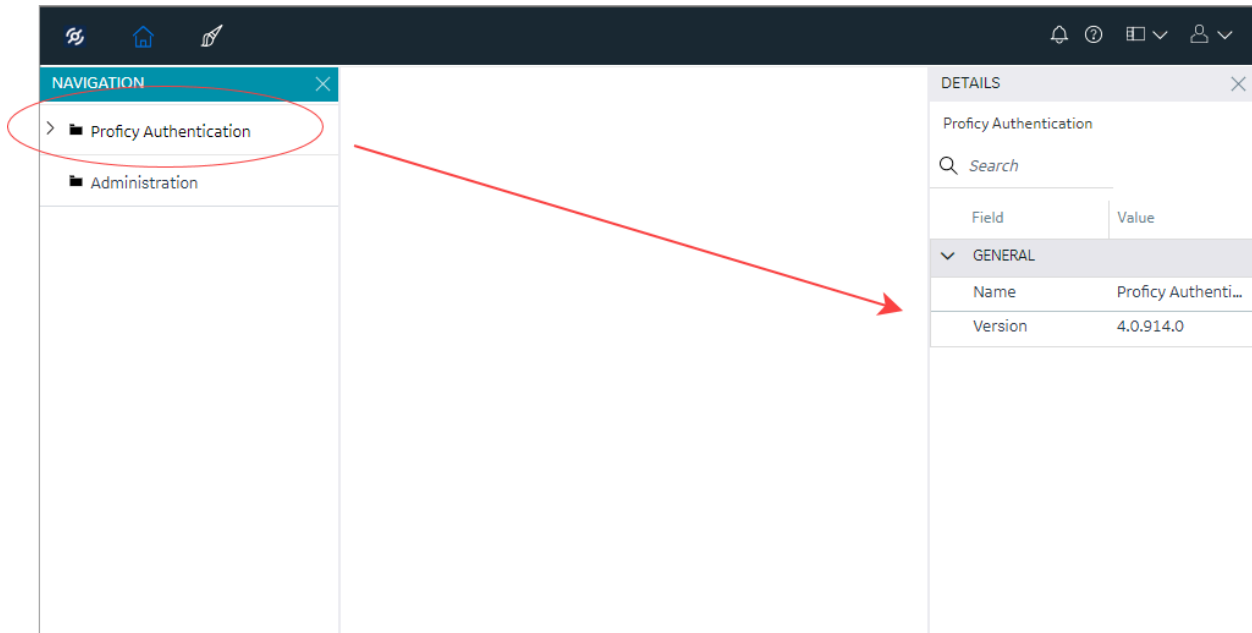 NAVIGATION
Proficy Authentication
Administration
DETAILS
Proficy Authentication
Search
Field Value
GENERAL
Name Proficy Authenti...
Version 4.0.914.0